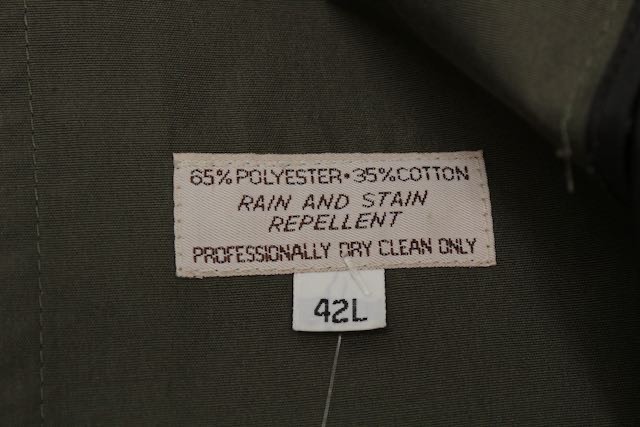 65% POLYESTER • 35% COTTON
RAIN AND STAIN
REPELLENT
PROFESSIONALLY DRY CLEAN ONLY
42L